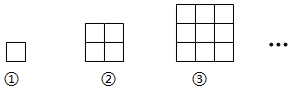 ① ② ③ …